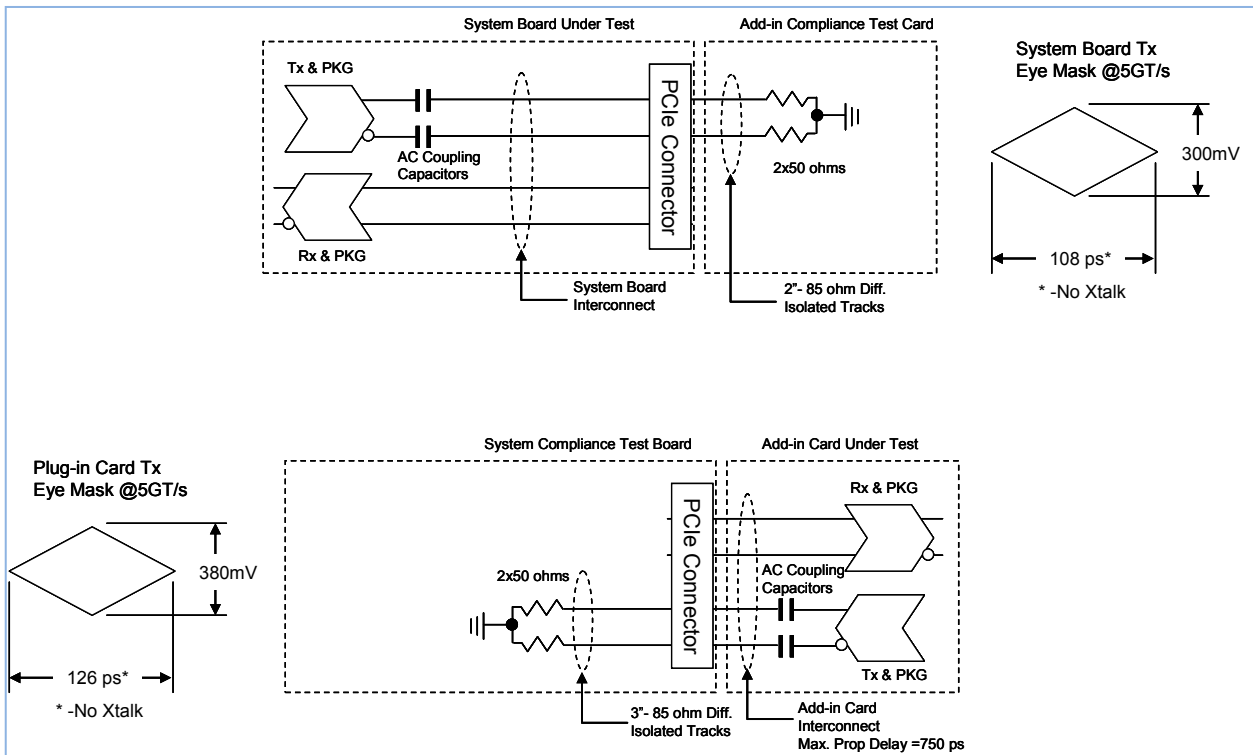 System Board Under Test
Add-in Compliance Test Card
Tx & PKG
AC Coupling
Capacitors
Rx & PKG
PCIe Connector
2x50 ohms
System Board
Interconnect
2"- 85 ohm Diff.
Isolated Tracks
System Board Tx
Eye Mask @5GT/s
300mV
108 ps*
* -No Xtalk
Plug-in Card Tx
Eye Mask @5GT/s
380mV
126 ps*
* -No Xtalk
System Compliance Test Board
Add-in Card Under Test
Rx & PKG
PCIe Connector
2x50 ohms
AC Coupling
Capacitors
Tx & PKG
3"- 85 ohm Diff.
Isolated Tracks
Add-in Card
Interconnect
Max. Prop Delay =750 ps